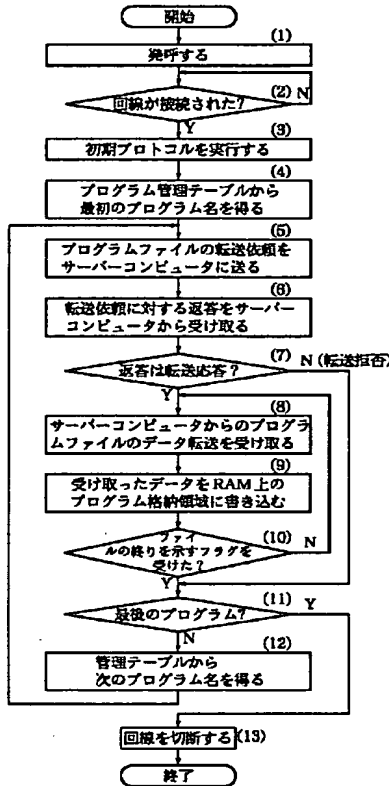 開始
(1)
発呼する
(2)
回線が接続された?
N
Y
(3)
初期プロトコルを実行する
(4)
プログラム管理テーブルから
最初のプログラム名を得る
(5)
プログラムファイルの転送依頼を
サーバーコンピュータに送る
(6)
転送依頼に対する返答をサーバー
コンピュータから受け取る
(7)
返答は転送応答?
N(転送拒否)
Y
(8)
サーバーコンピュータからのプログラ
ムファイルのデータ転送を受け取る
(9)
受け取ったデータをRAM上の
プログラム格納領域に書き込む
(10)
ファイ
ルの終りを示すフラグを
受けた?
N
Y
(11)
最後のプログラム?
Y
N
(12)
管理テーブルから
次のプログラム名を得る
回線を切断する
(13)
終了